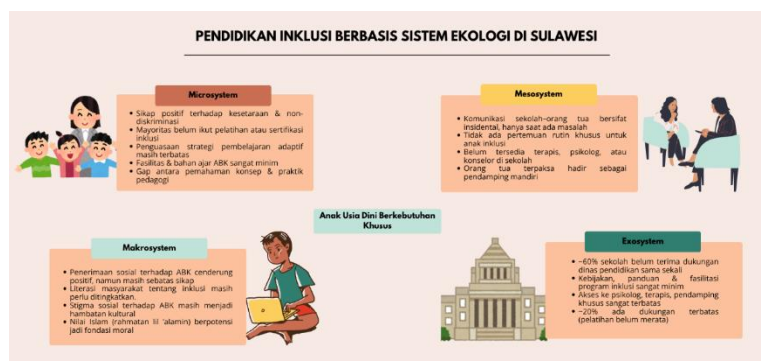 PENDIDIKAN INKLUSI BERBASIS SISTEM EKOLOGI DI SULAWESI
Microsystem
• Sikap positif terhadap kesetaraan & non-
diskriminasi
• Mayoritas belum ikut pelatihan atau sertifikasi
inklusi
• Penguasaan strategi pembelajaran adaptif
masih terbatas
• Fasilitas & bahan ajar ABK sangat minim
• Gap antara pemahaman konsep & praktik
pedagogi
Mesosystem
• Komunikasi sekolah-orang tua bersifat
insidental, hanya saat ada masalah
• Tidak ada pertemuan rutin khusus untuk
anak inklusi
• Belum tersedia terapis, psikolog, atau
konselor di sekolah
• Orang tua terpaksa hadir sebagai
pendamping mandiri
Anak Usia Dini Berkebutuhan
Khusus
Makrosystem
• Penerimaan sosial terhadap ABK cenderung
positif, namun masih sebatas sikap
• Literasi masyarakat tentang inklusi masih
perlu ditingkatkan.
• Stigma sosial terhadap ABK masih menjadi
hambatan kultural
• Nilai Islam (rahmatan lil 'alamin) berpotensi
jadi fondasi moral
Exosystem
• ~60% sekolah belum terima dukungan
dinas pendidikan sama sekali
• Kebijakan, panduan & fasilitasi
program inklusi sangat minim
• Akses ke psikolog, terapis, pendamping
khusus sangat terbatas
• ~20% ada dukungan terbatas
(pelatihan belum merata)